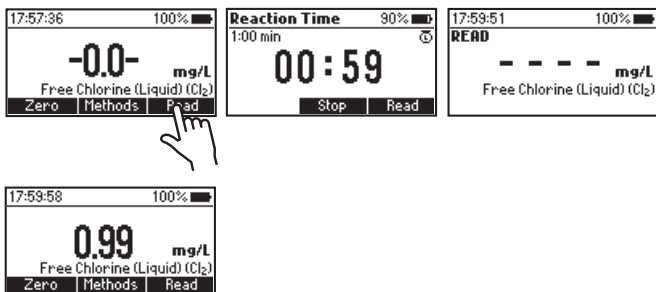 17:57:36 100%
-0.0- mg/L
Free Chlorine (Liquid) (Cl₂)
Zero Methods Read
Reaction Time 90%
1:00 min
00:59
Stop Read
17:59:51 100%
READ
---- mg/L
Free Chlorine (Liquid) (Cl₂)
17:59:58 100%
0.99 mg/L
Free Chlorine (Liquid) (Cl₂)
Zero Methods Read